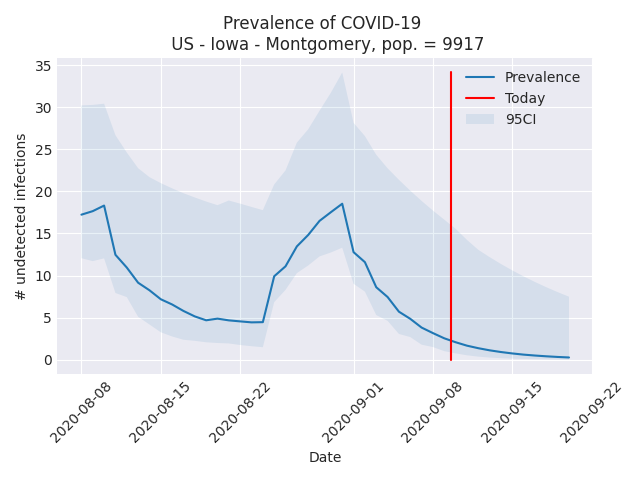 Prevalence of COVID-19
US - Iowa - Montgomery, pop. = 9917
# undetected infections
35
30
25
20
15
10
5
0
Prevalence
Today
95CI
2020-08-08
2020-08-15
2020-08-22
2020-09-01
2020-09-08
2020-09-15
2020-09-22
Date